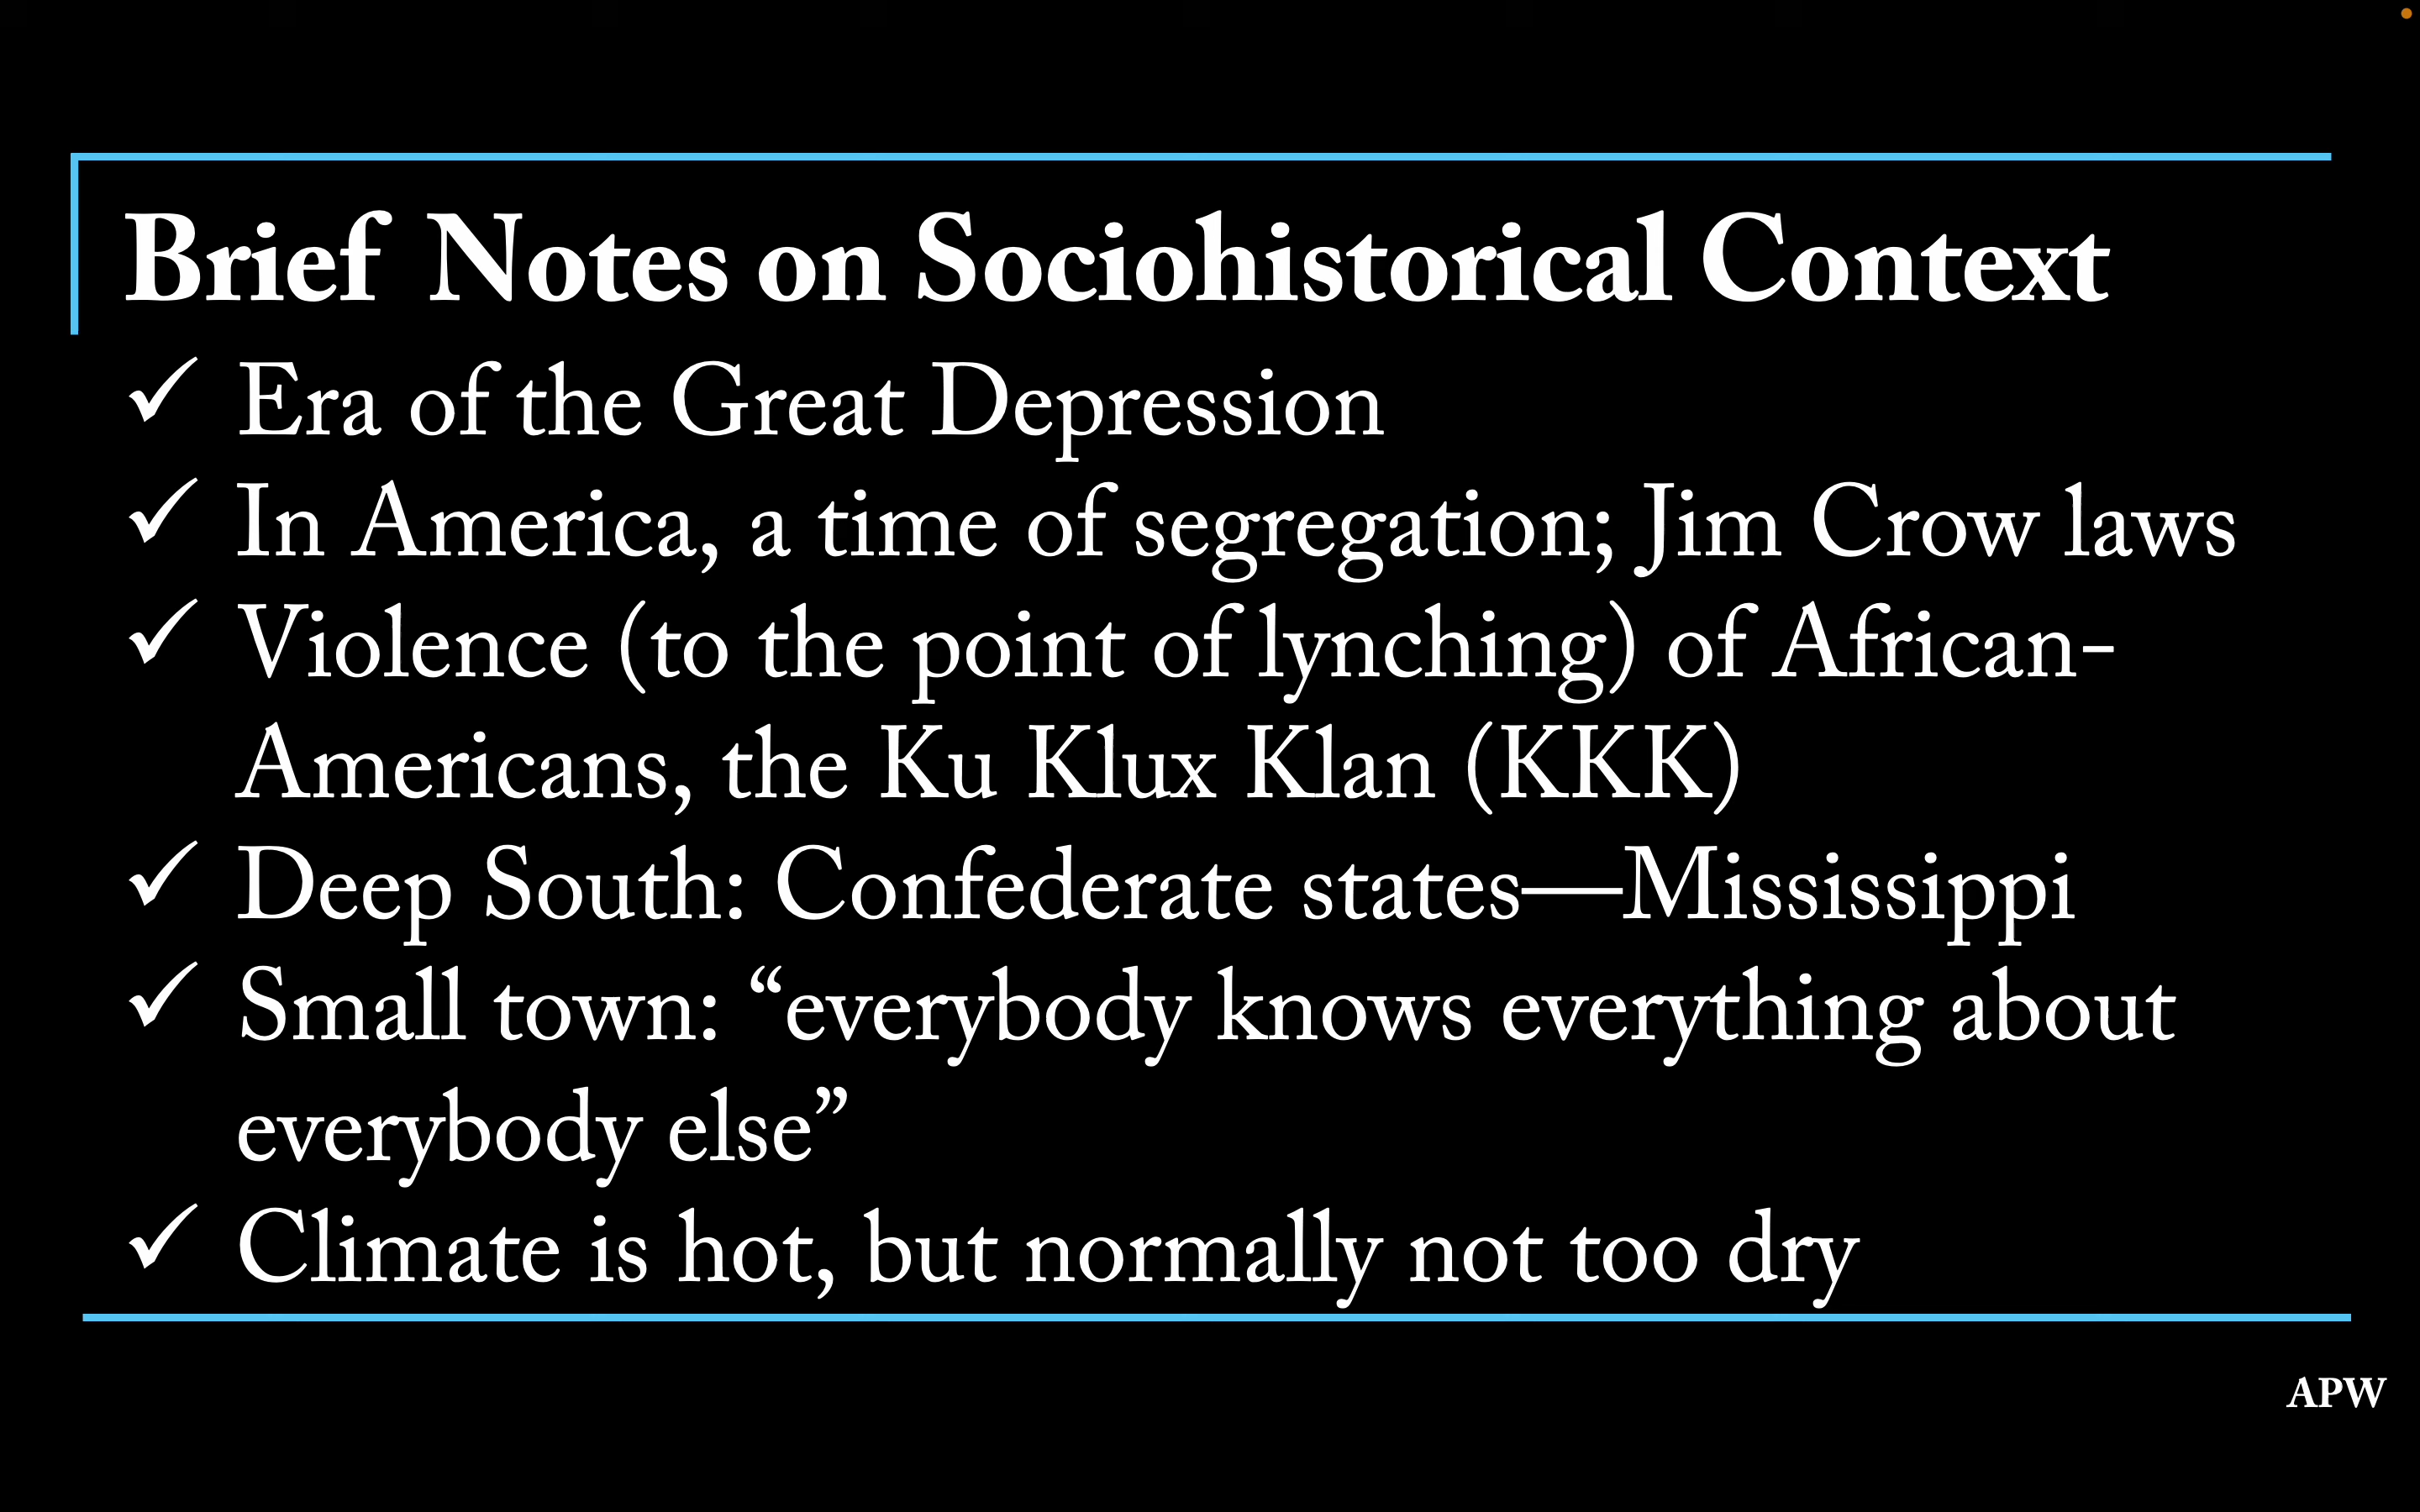 Brief Notes on Sociohistorical Context
✓ Era of the Great Depression
✓ In America, a time of segregation; Jim Crow laws
✓ Violence (to the point of lynching) of African-
Americans, the Ku Klux Klan (KKK)
✓ Deep South: Confederate states—Mississippi
✓ Small town: “everybody knows everything about
everybody else”
✓ Climate is hot, but normally not too dry
APW